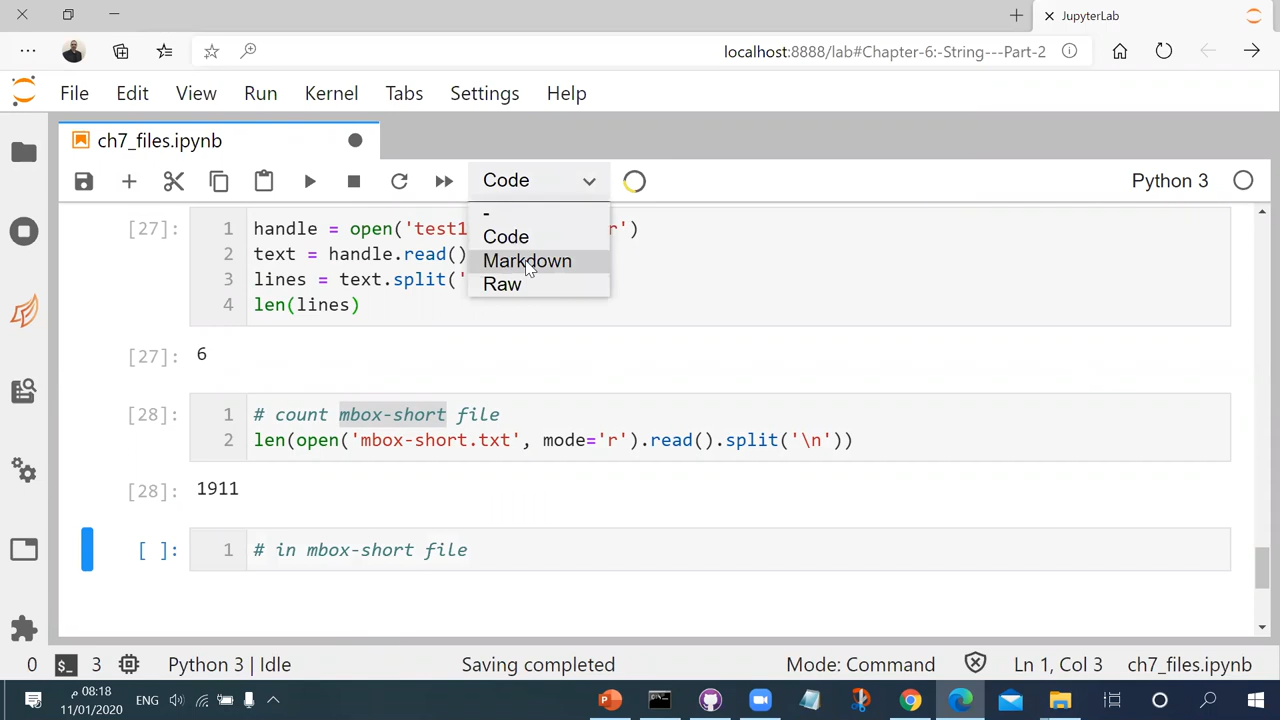 JupyterLab
localhost:8888/lab#Chapter-6:-String---Part-2
File Edit View Run Kernel Tabs Settings Help
ch7_files.ipynb
Code
Python 3
-
Code
Markdown
Raw
[27]:
1 handle = open('test1 r')
2 text = handle.read()
3 lines = text.split('
4 len(lines)
[27]: 6
[28]:
1 # count mbox-short file
2 len(open('mbox-short.txt', mode='r').read().split('\n'))
[28]: 1911
[ ]: 1 # in mbox-short file
0 3 Python 3 | Idle Saving completed Mode: Command Ln 1, Col 3 ch7_files.ipynb
08:18 م ENG
11/01/2020